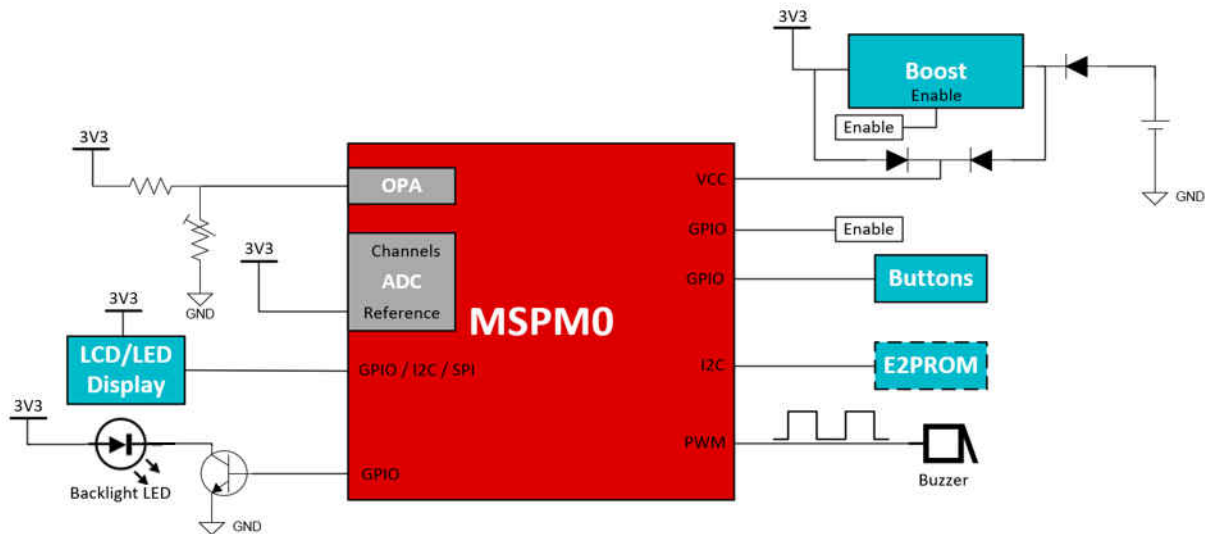 3V3
Boost
Enable
Enable
GND
3V3
OPA
VCC
GPIO
Enable
Channels
ADC
Reference
3V3
GND
GPIO
Buttons
MSPM0
3V3
LCD/LED
Display
GPIO / I2C / SPI
I2C
E2PROM
3V3
Backlight LED
GPIO
GND
PWM
Buzzer